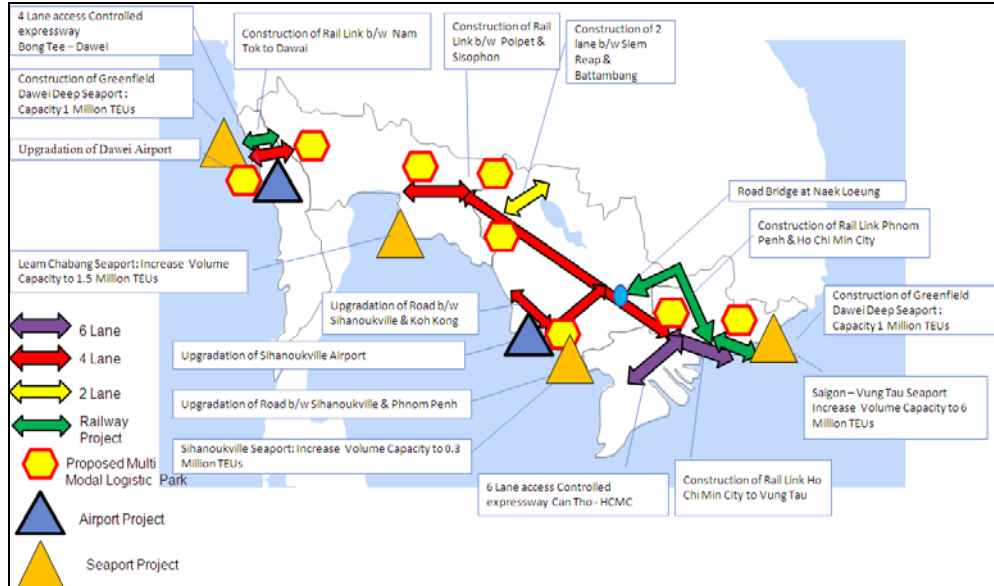 4 Lane access Controlled
expressway
Bong Tee – Dawei
Construction of Rail Link b/w Nam
Tok to Dawai
Construction of Rail
Link b/w Poipet &
Sisophon
Construction of 2
lane b/w Siem
Reap &
Battambang
Construction of Greenfield
Dawei Deep Seaport :
Capacity 1 Million TEUs
Upgradation of Dawei Airport
Road Bridge at Naek Loeung
Construction of Rail Link Phnom
Penh & Ho Chi Min City
Leam Chabang Seaport: Increase Volume
Capacity to 1.5 Million TEUs
Construction of Greenfield
Dawei Deep Seaport :
Capacity 1 Million TEUs
Upgradation of Road b/w
Sihanoukville & Koh Kong
Upgradation of Sihanoukville Airport
Upgradation of Road b/w Sihanoukville & Phnom Penh
Saigon – Vung Tau Seaport
Increase Volume Capacity to 6
Million TEUs
Sihanoukville Seaport: Increase Volume Capacity to 0.3
Million TEUs
6 Lane access Controlled
expressway Can Tho - HCMC
Construction of Rail Link Ho
Chi Min City to Vung Tau
6 Lane
4 Lane
2 Lane
Railway
Project
Proposed Multi
Modal Logistic Park
Airport Project
Seaport Project